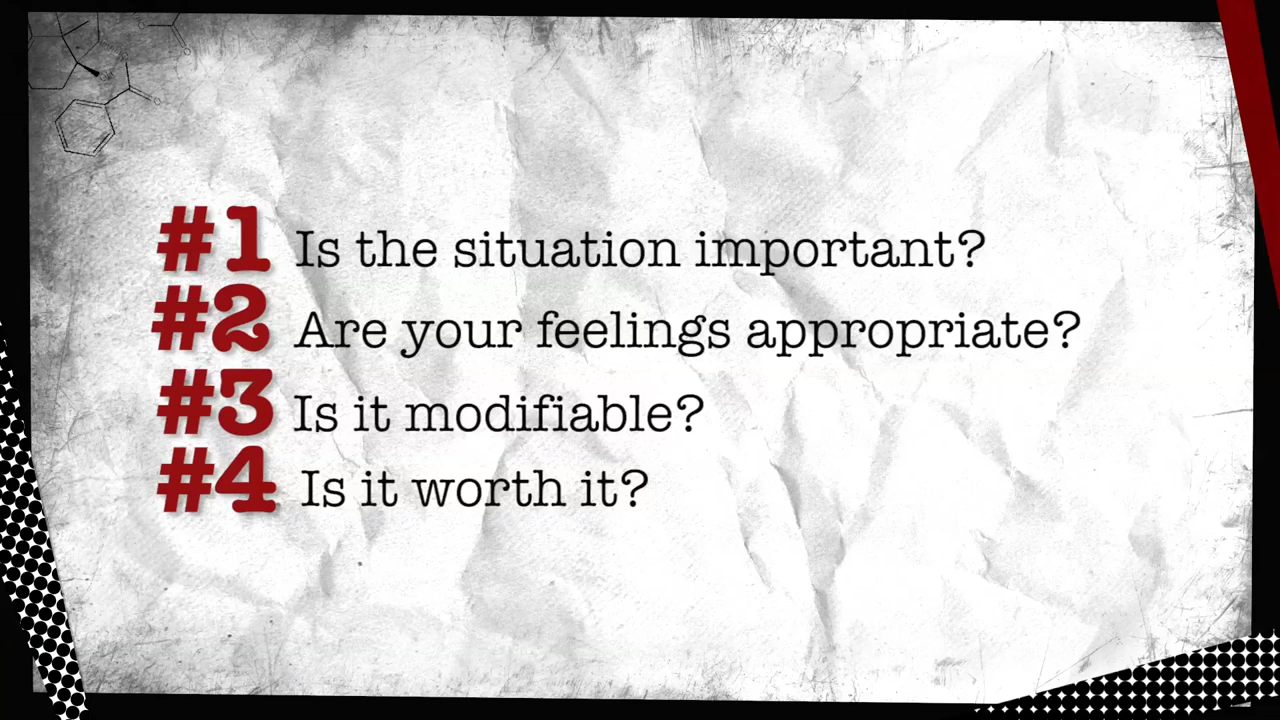 #1 Is the situation important?
#2 Are your feelings appropriate?
#3 Is it modifiable?
#4 Is it worth it?